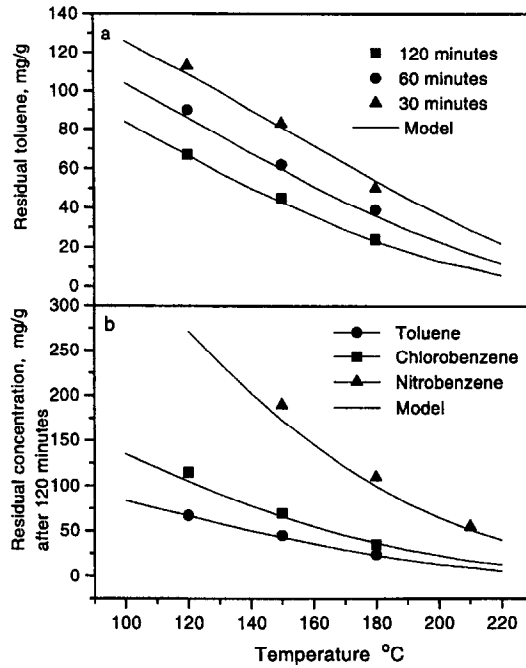 140
120
100
80
60
40
20
0
Residual toluene, mg/g
a
120 minutes
60 minutes
30 minutes
Model
300
250
200
150
100
50
0
Residual concentration, mg/g
after 120 minutes
b
Toluene
Chlorobenzene
Nitrobenzene
Model
100 120 140 160 180 200 220
Temperature °C